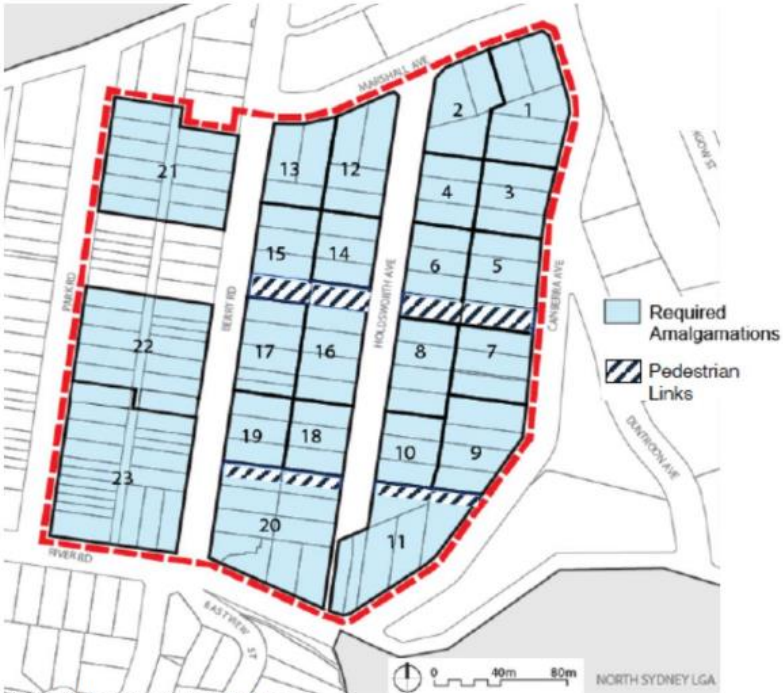 MARSHALL AVE
2
1
13
12
21
4
3
15
14
6
5
PARK RD
BERRY RD
HOLDSWORTH AVE
CANBERRA AVE
Required
Amalgamations
22
17
16
8
7
Pedestrian
Links
19
18
10
9
23
DUNTROON AVE
20
11
RIVER RD
EASTVIEW ST
0 40m 80m
NORTH SYDNEY LGA